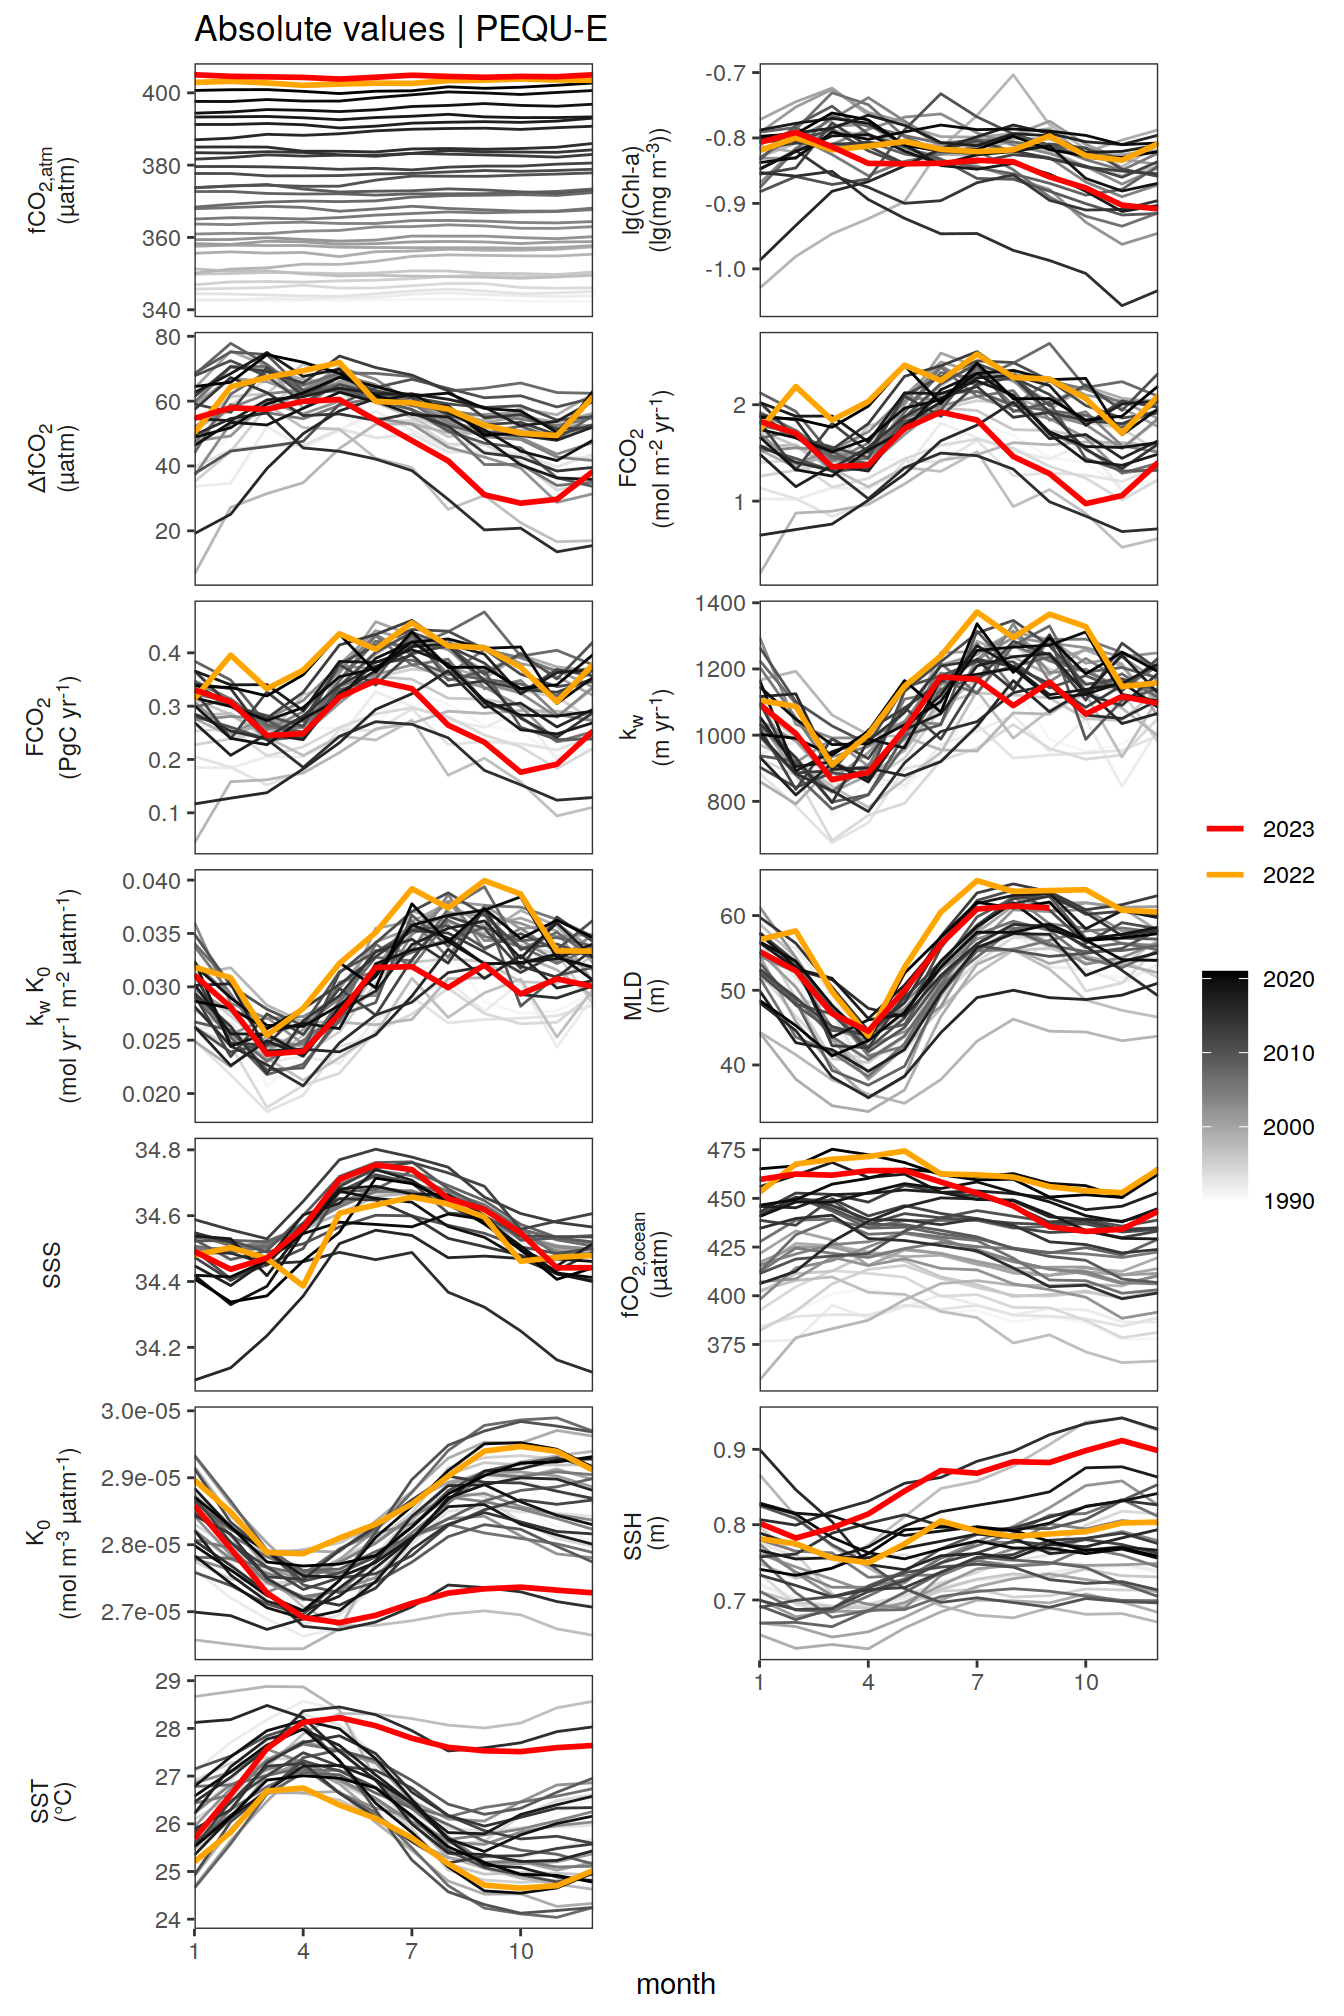 Absolute values | PEQU-E
fCO2,atm
(µatm)
400
380
360
340
lg(Chl-a)
(lg(mg m-3))
-0.7
-0.8
-0.9
-1.0
ΔfCO2
(µatm)
80
60
40
20
FCO2
(mol m-2 yr-1)
2
1
FCO2
(PgC yr-1)
0.4
0.3
0.2
0.1
kw
(m yr-1)
1400
1200
1000
800
kw K0
(mol yr-1 m-2 µatm-1)
0.040
0.035
0.030
0.025
0.020
MLD
(m)
60
50
40
SSS
34.8
34.6
34.4
34.2
fCO2,ocean
(µatm)
475
450
425
400
375
K0
(mol m-3 µatm-1)
3.0e-05
2.9e-05
2.8e-05
2.7e-05
SSH
(m)
0.9
0.8
0.7
1 4 7 10
SST
(°C)
29
28
27
26
25
24
1 4 7 10
month
2023
2022
2020
2010
2000
1990